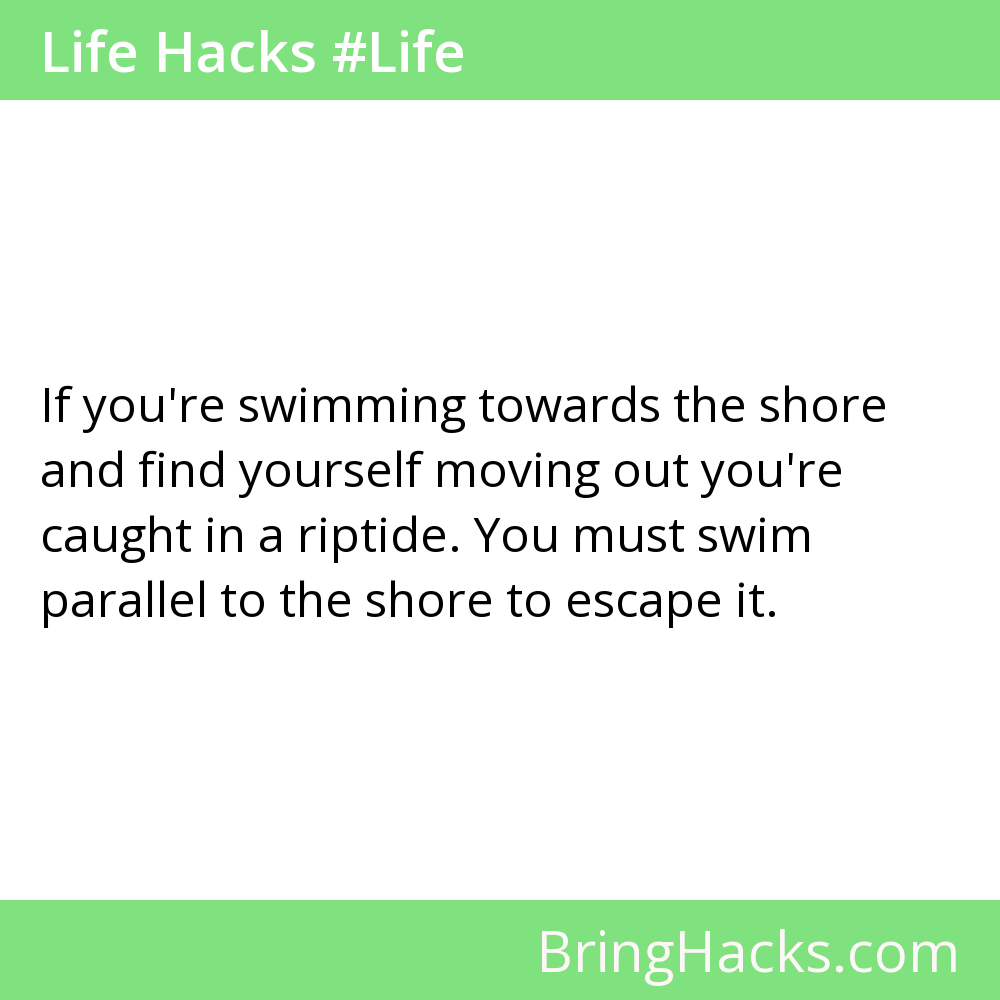 Life Hacks #Life
If you're swimming towards the shore
and find yourself moving out you're
caught in a riptide. You must swim
parallel to the shore to escape it.
BringHacks.com